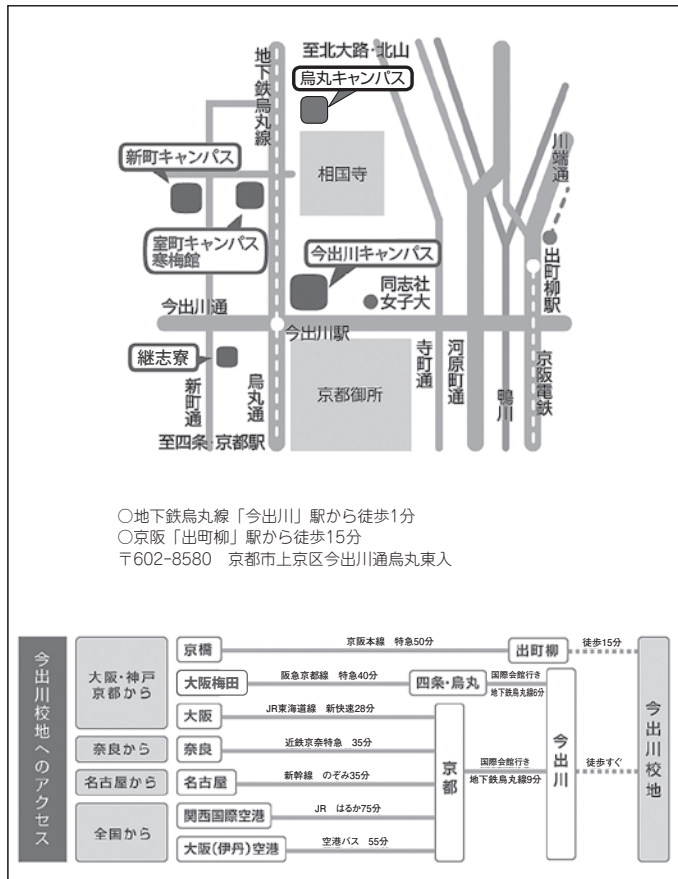 至北大路・北山
地下鉄烏丸線
烏丸キャンパス
新町キャンパス
相国寺
川端通
室町キャンパス
寒梅館
今出川キャンパス
出町柳駅
同志社
女子大
今出川通
今出川駅
継志寮
新町通
烏丸通
京都御所
寺町通
河原町通
鴨川
京阪電鉄
至四条・京都駅
○地下鉄烏丸線「今出川」駅から徒歩1分
○京阪「出町柳」駅から徒歩15分
〒602-8580 京都市上京区今出川通烏丸東入
今出川校地へのアクセス
大阪・神戸
京都から
京橋
京阪本線 特急50分
出町柳
徒歩15分
大阪梅田
阪急京都線 特急40分
四条・烏丸
国際会館行き
地下鉄烏丸線6分
大阪
JR東海道線 新快速28分
奈良から
奈良
近鉄京奈特急 35分
名古屋から
名古屋
新幹線 のぞみ35分
全国から
関西国際空港
JR はるか75分
大阪(伊丹)空港
空港バス 55分
京都
国際会館行き
地下鉄烏丸線9分
今出川
徒歩すぐ
今出川校地